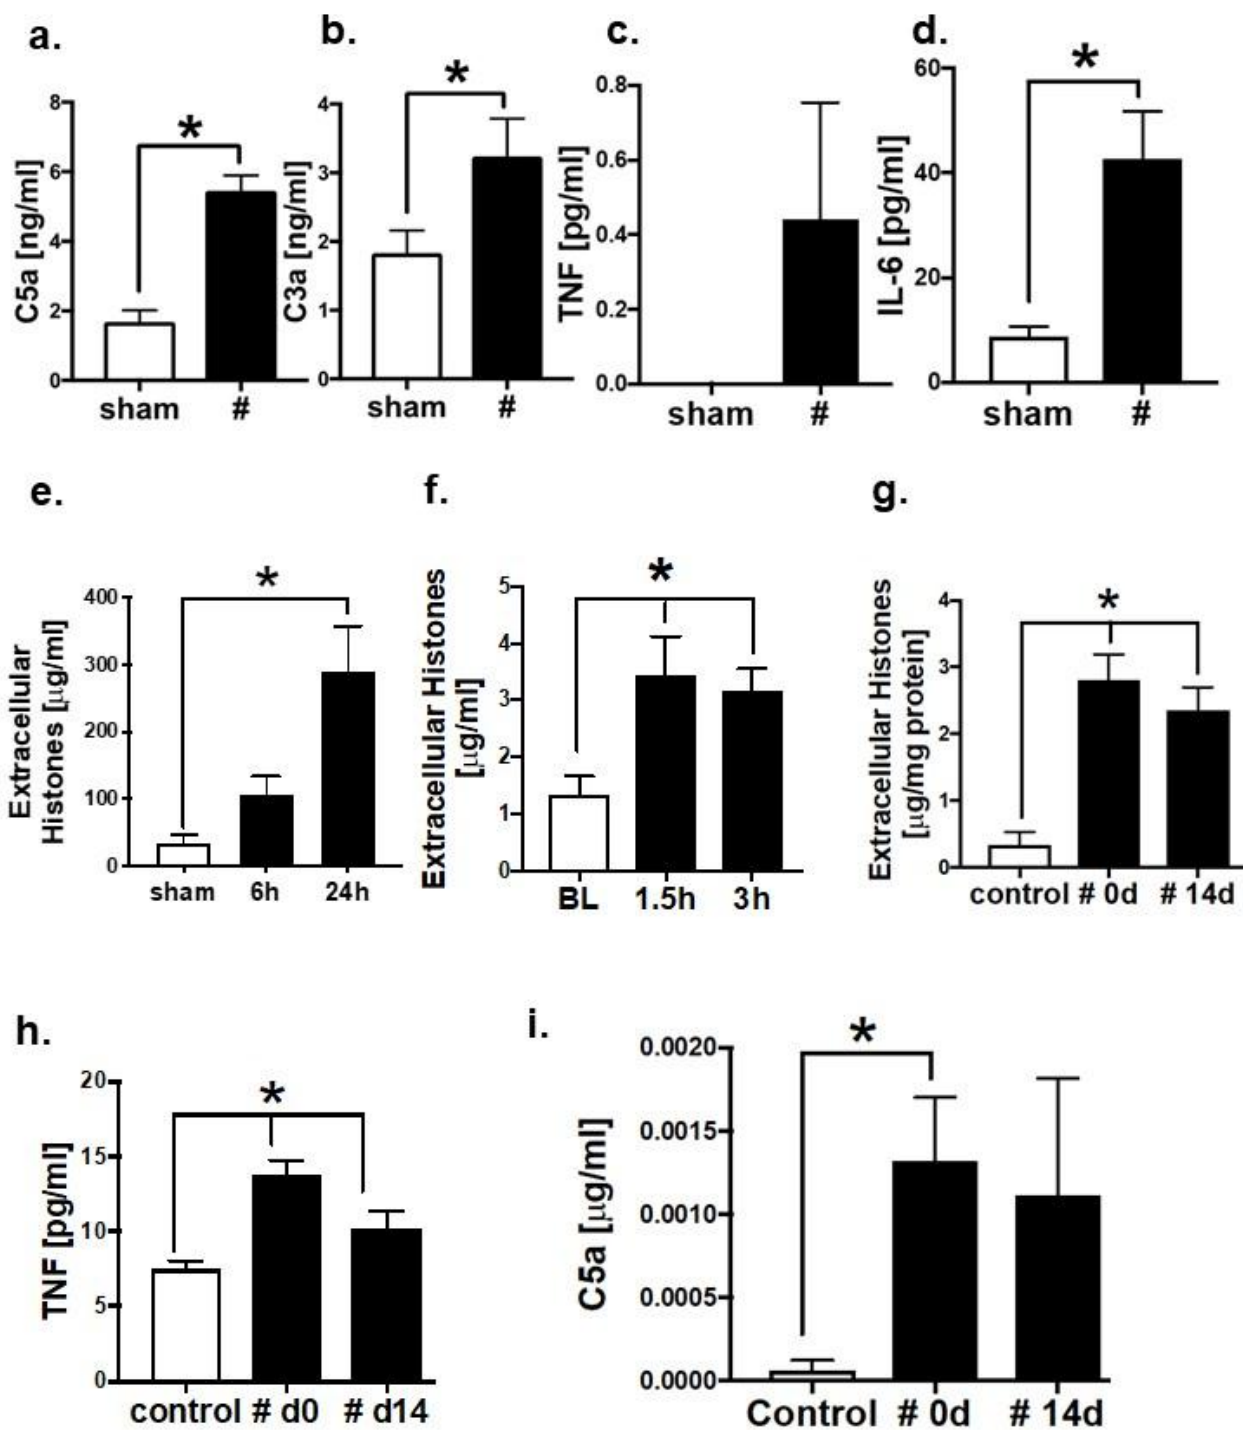 a.
*
C5a [ng/ml]
8
6
4
2
0
sham #
b.
*
C3a [ng/ml]
4
3
2
1
0
sham #
c.
TNF [pg/ml]
0.8
0.6
0.4
0.2
0.0
sham #
d.
*
IL-6 [pg/ml]
60
40
20
0
sham #
e.
*
Extracellular
Histones [µg/ml]
400
300
200
100
0
sham 6h 24h
f.
*
Extracellular Histones
[µg/ml]
5
4
3
2
1
0
BL 1.5h 3h
g.
*
Extracellular Histones
[µg/mg protein]
4
3
2
1
0
control # 0d # 14d
h.
*
TNF [pg/ml]
20
15
10
5
0
control # d0 # d14
i.
*
C5a [µg/ml]
0.0020
0.0015
0.0010
0.0005
0.0000
Control # 0d # 14d